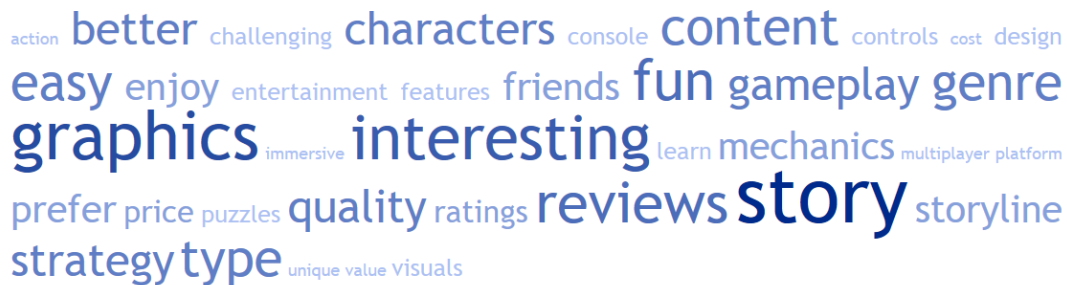 action better challenging characters console content controls cost design
easy enjoy entertainment features friends fun gameplay genre
graphics immersive interesting learn mechanics multiplayer platform
prefer price puzzles quality ratings reviews story storyline
strategy type unique value visuals